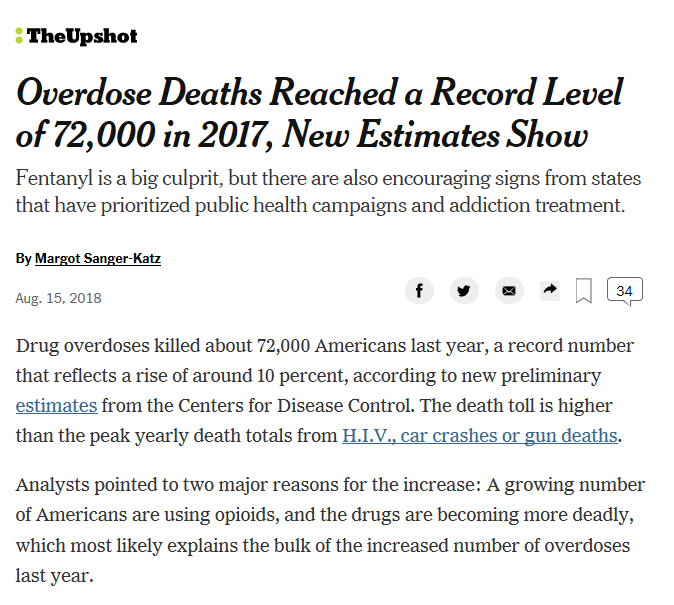 TheUpshot
Overdose Deaths Reached a Record Level
of 72,000 in 2017, New Estimates Show
Fentanyl is a big culprit, but there are also encouraging signs from states
that have prioritized public health campaigns and addiction treatment.
By Margot Sanger-Katz
Aug. 15, 2018
34
Drug overdoses killed about 72,000 Americans last year, a record number
that reflects a rise of around 10 percent, according to new preliminary
estimates from the Centers for Disease Control. The death toll is higher
than the peak yearly death totals from H.I.V., car crashes or gun deaths.
Analysts pointed to two major reasons for the increase: A growing number
of Americans are using opioids, and the drugs are becoming more deadly,
which most likely explains the bulk of the increased number of overdoses
last year.